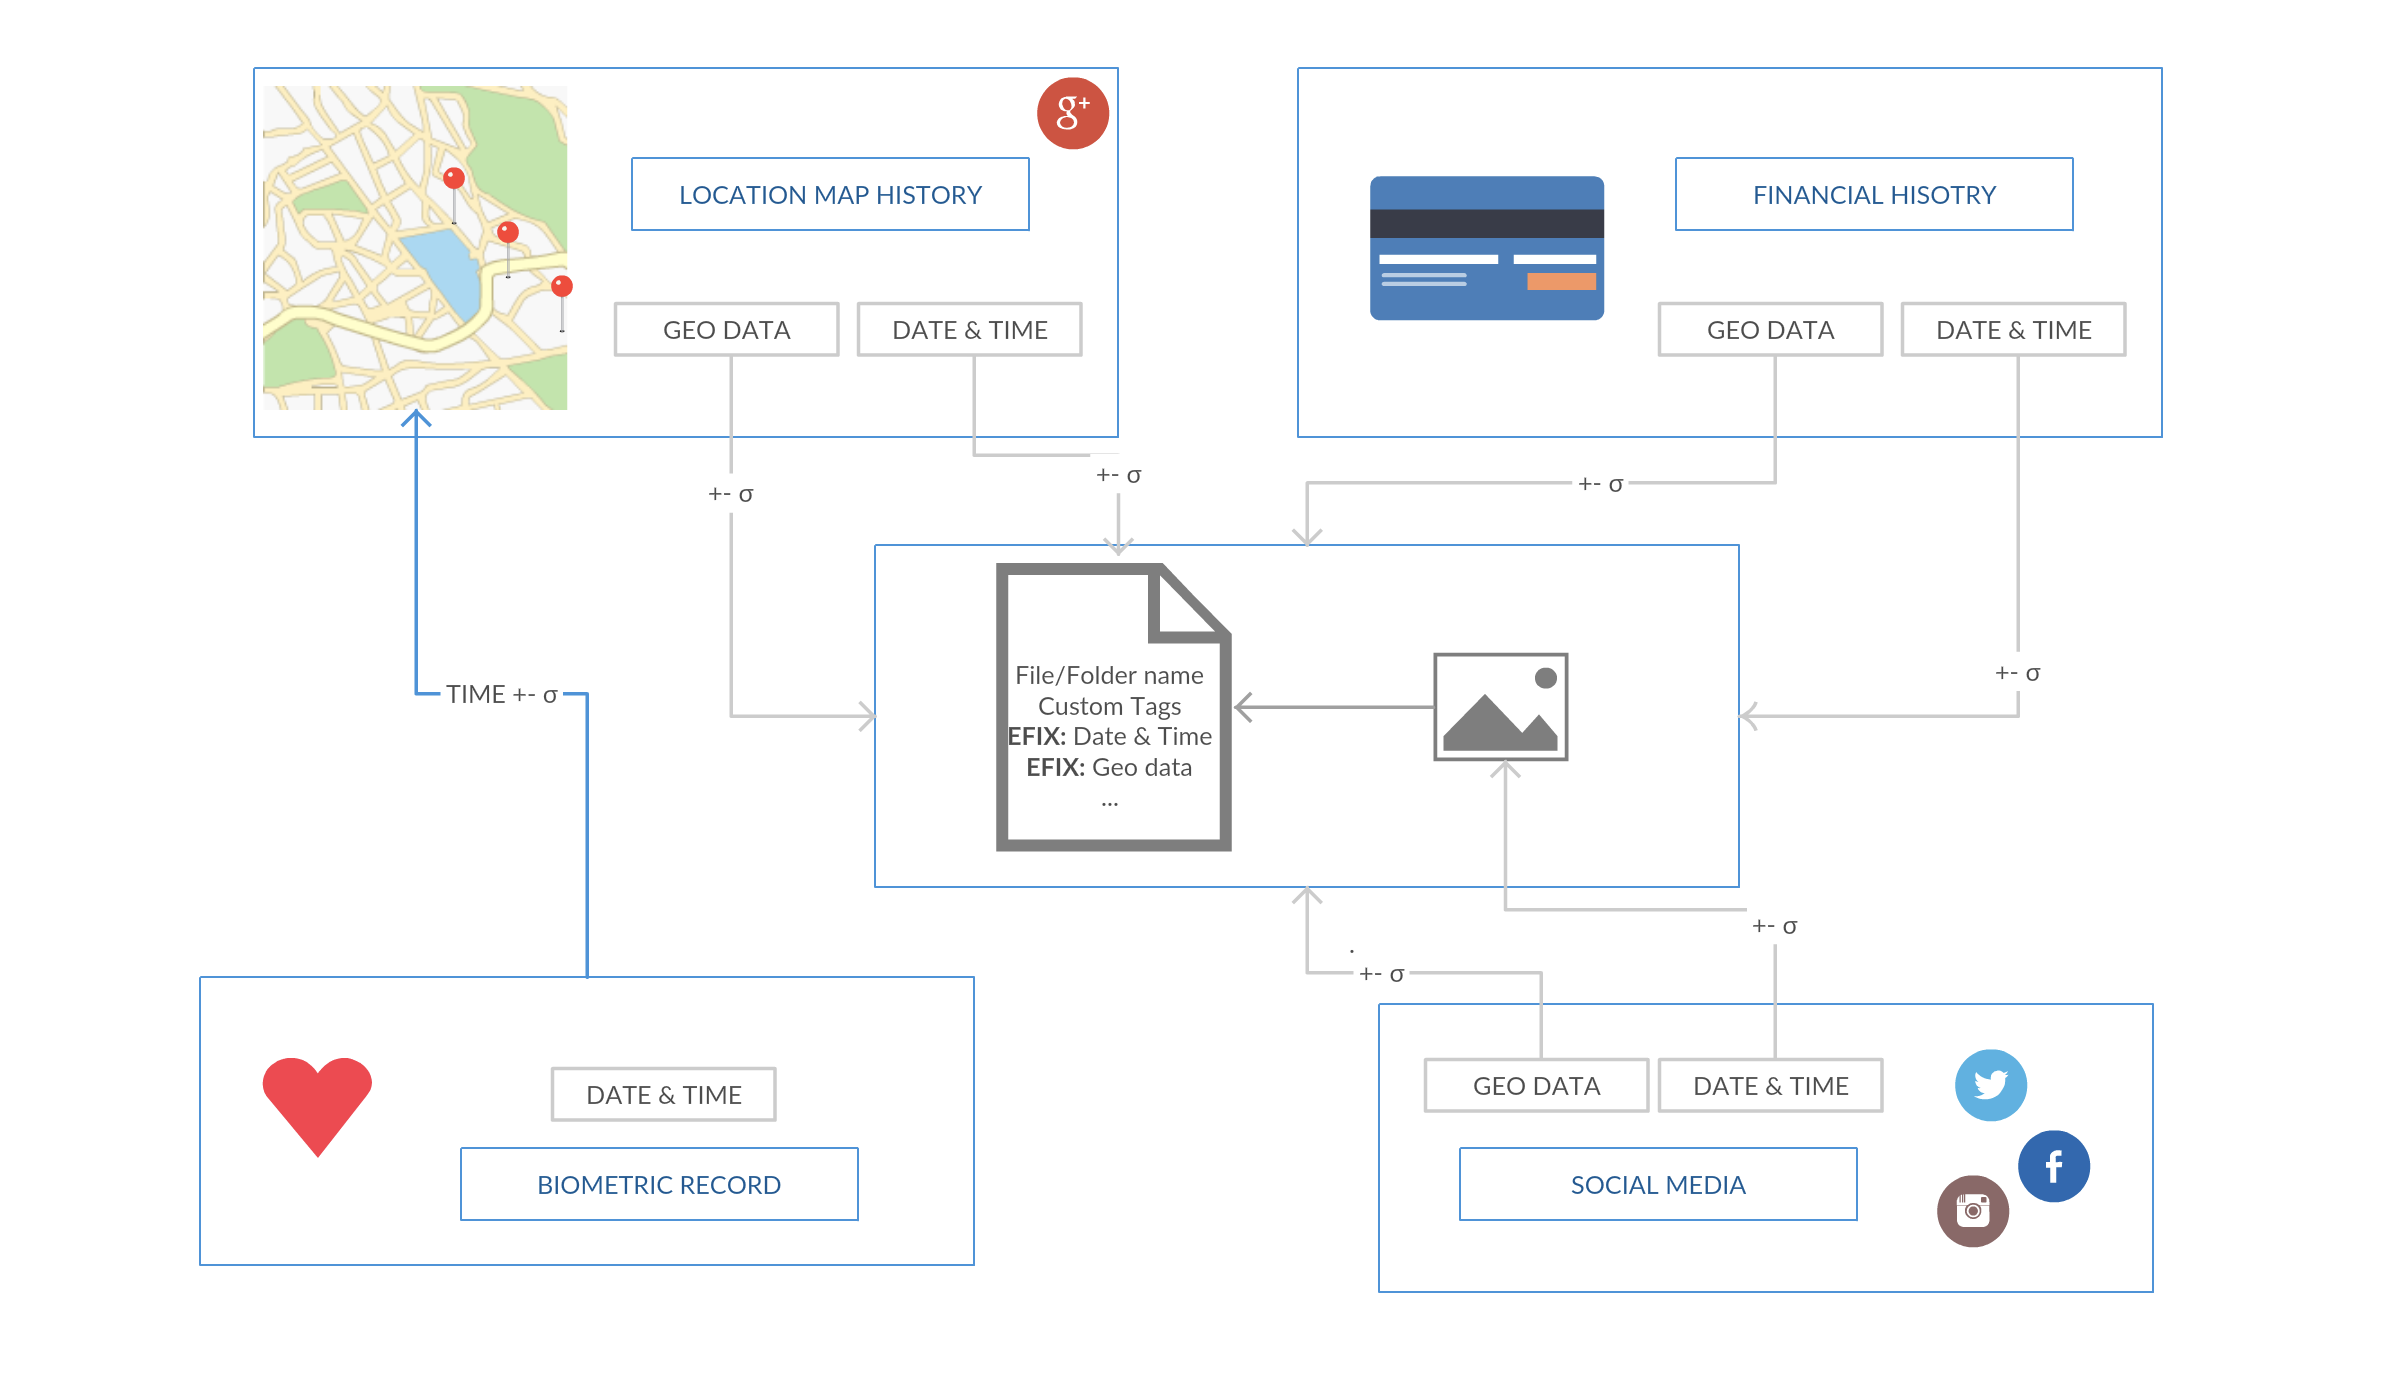 g+
LOCATION MAP HISTORY
GEO DATA
DATE & TIME
FINANCIAL HISOTRY
GEO DATA
DATE & TIME
+- σ
+- σ
+- σ
+- σ
File/Folder name
Custom Tags
EFIX: Date & Time
EFIX: Geo data
...
TIME +- σ
+- σ
.
+- σ
DATE & TIME
BIOMETRIC RECORD
GEO DATA
DATE & TIME
SOCIAL MEDIA
f